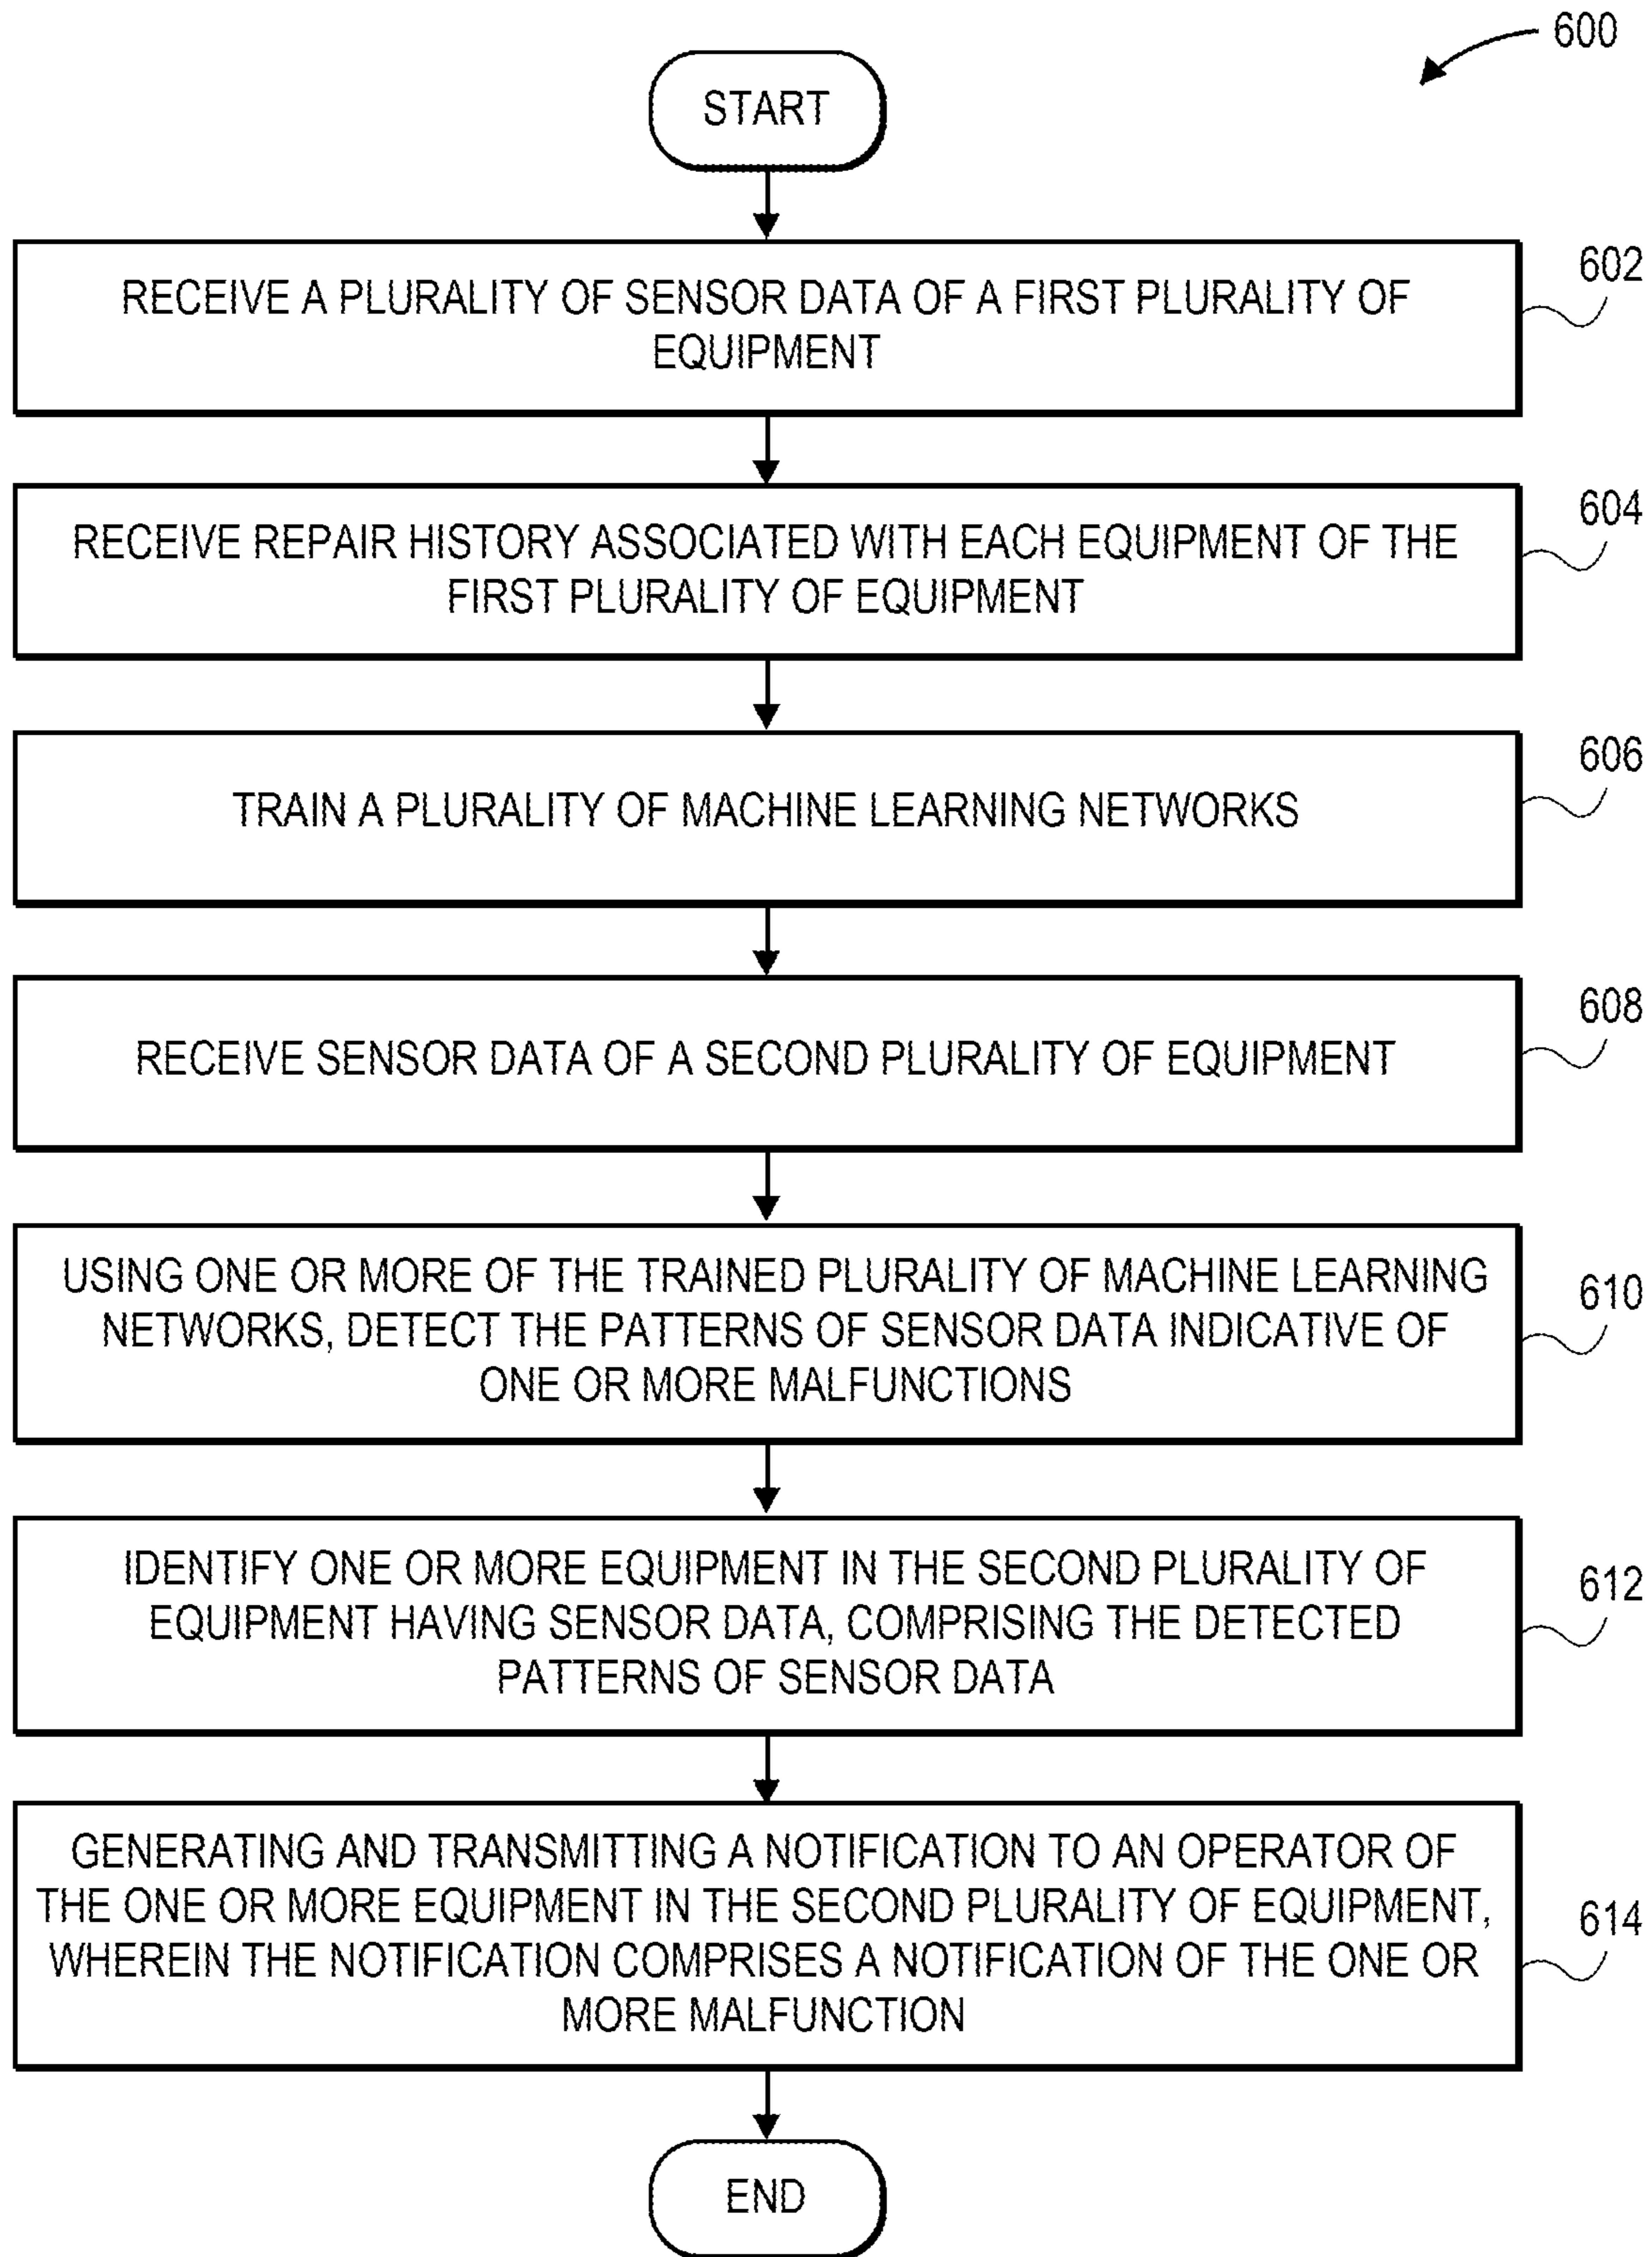 600
START
602
RECEIVE A PLURALITY OF SENSOR DATA OF A FIRST PLURALITY OF
EQUIPMENT
604
RECEIVE REPAIR HISTORY ASSOCIATED WITH EACH EQUIPMENT OF THE
FIRST PLURALITY OF EQUIPMENT
606
TRAIN A PLURALITY OF MACHINE LEARNING NETWORKS
608
RECEIVE SENSOR DATA OF A SECOND PLURALITY OF EQUIPMENT
USING ONE OR MORE OF THE TRAINED PLURALITY OF MACHINE LEARNING
610
NETWORKS, DETECT THE PATTERNS OF SENSOR DATA INDICATIVE OF
ONE OR MORE MALFUNCTIONS
IDENTIFY ONE OR MORE EQUIPMENT IN THE SECOND PLURALITY OF
612
EQUIPMENT HAVING SENSOR DATA, COMPRISING THE DETECTED
PATTERNS OF SENSOR DATA
GENERATING AND TRANSMITTING A NOTIFICATION TO AN OPERATOR OF
THE ONE OR MORE EQUIPMENT IN THE SECOND PLURALITY OF EQUIPMENT,
614
WHEREIN THE NOTIFICATION COMPRISES A NOTIFICATION OF THE ONE OR
MORE MALFUNCTION
END